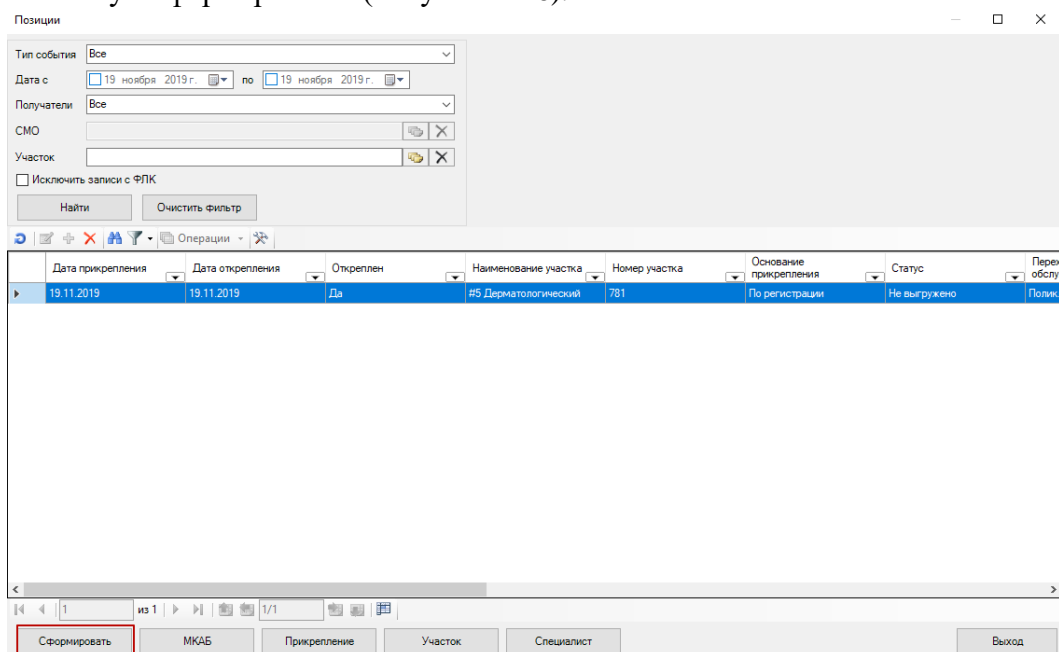 Позиции
Тип события Все
Дата с 19 ноября 2019 г. по 19 ноября 2019 г.
Получатели Все
СМО
Участок
Исключить записи с ФЛК
Найти Очистить фильтр
Операции
Дата прикрепления Дата открепления Откреплен Наименование участка Номер участка Основание прикрепления Статус
19.11.2019 19.11.2019 Да #5 Дерматологический 781 По регистрации Не выгружено
1 из 1 1/1
Сформировать МКАБ Прикрепление Участок Специалист Выход